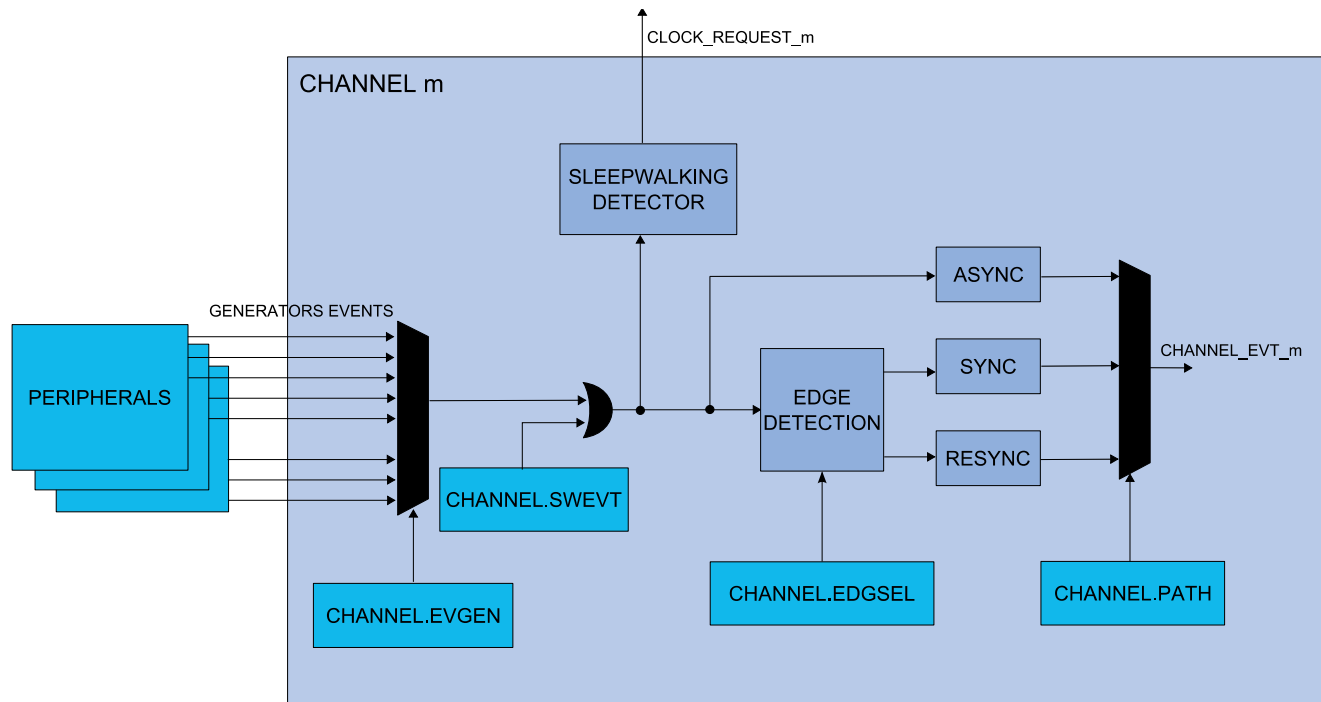 CLOCK_REQUEST_m
CHANNEL m
SLEEPWALKING
DETECTOR
ASYNC
GENERATORS EVENTS
PERIPHERALS
SYNC
CHANNEL_EVT_m
EDGE
DETECTION
RESYNC
CHANNEL.SWEVT
CHANNEL.EVGEN
CHANNEL.EDGSEL
CHANNEL.PATH